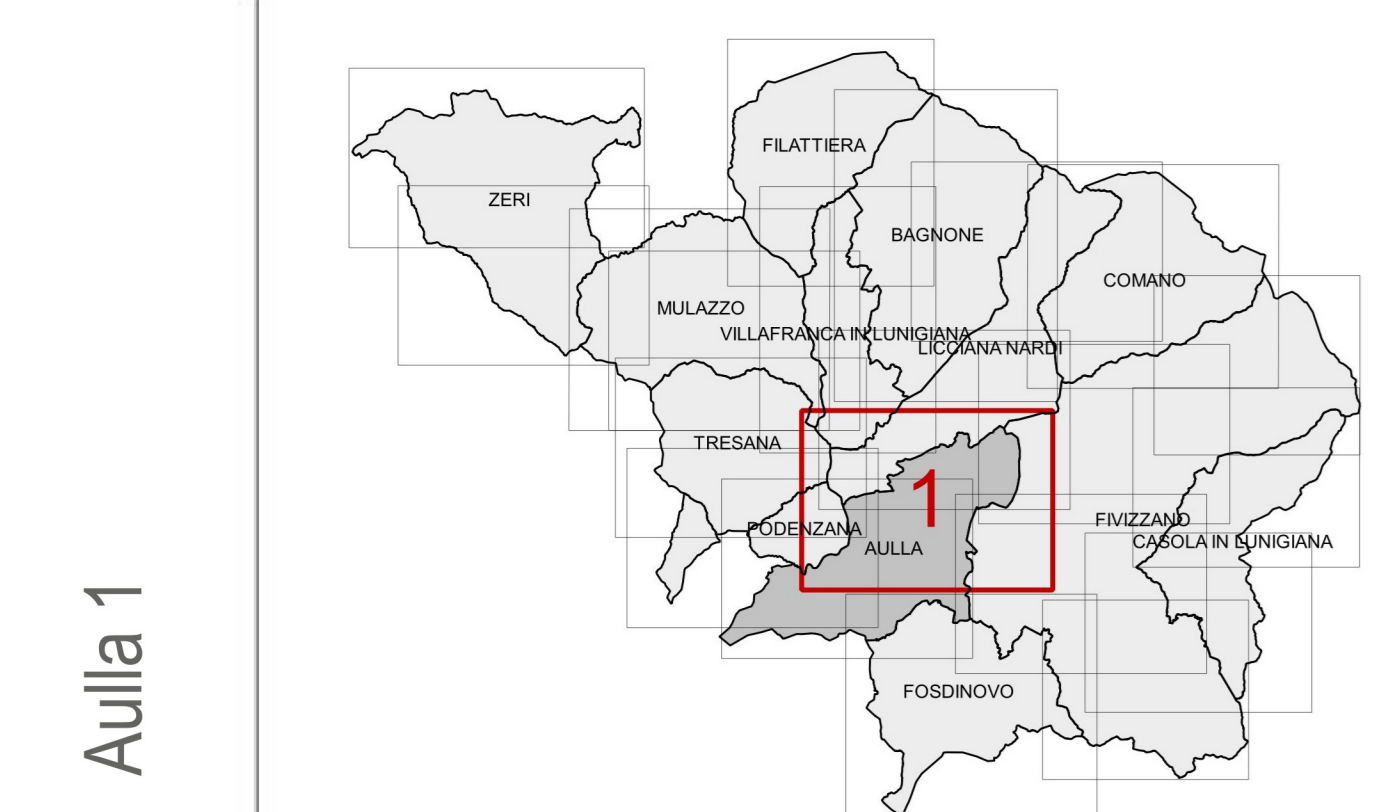 Aulla 1
FILATTIERA
ZERI
BAGNONE
COMANO
MULAZZO
VILLAFRANCA IN LUNIGIANA
LICCIANA NARDI
TRESANA
1
PODENZANA
FIVIZZANO
CASOLA IN LUNIGIANA
AULLA
FOSDINOVO